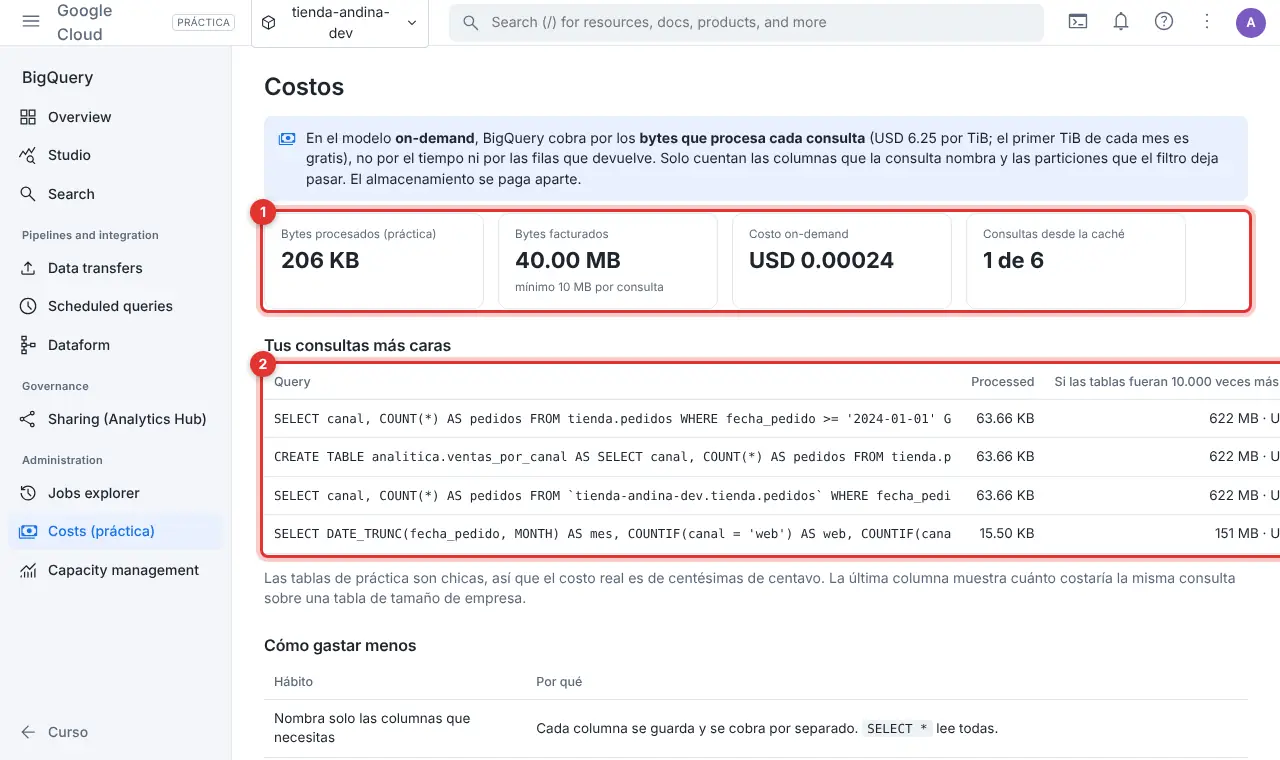 Google Cloud
PRÁCTICA
tienda-andina-dev
Search (/) for resources, docs, products, and more
A
BigQuery
Overview
Studio
Search
Pipelines and integration
Data transfers
Scheduled queries
Dataform
Governance
Sharing (Analytics Hub)
Administration
Jobs explorer
Costs (práctica)
Capacity management
Curso
Costos
En el modelo on-demand, BigQuery cobra por los bytes que procesa cada consulta (USD 6.25 por TiB; el primer TiB de cada mes es
gratis), no por el tiempo ni por las filas que devuelve. Solo cuentan las columnas que la consulta nombra y las particiones que el filtro deja
pasar. El almacenamiento se paga aparte.
1
Bytes procesados (práctica)
206 KB
Bytes facturados
40.00 MB
mínimo 10 MB por consulta
Costo on-demand
USD 0.00024
Consultas desde la caché
1 de 6
Tus consultas más caras
2
Query Processed Si las tablas fueran 10.000 veces más
SELECT canal, COUNT(*) AS pedidos FROM tienda.pedidos WHERE fecha_pedido >= '2024-01-01' G 63.66 KB 622 MB · U
CREATE TABLE analitica.ventas_por_canal AS SELECT canal, COUNT(*) AS pedidos FROM tienda.p 63.66 KB 622 MB · U
SELECT canal, COUNT(*) AS pedidos FROM `tienda-andina-dev.tienda.pedidos` WHERE fecha_pedi 63.66 KB 622 MB · U
SELECT DATE_TRUNC(fecha_pedido, MONTH) AS mes, COUNTIF(canal = 'web') AS web, COUNTIF(cana 15.50 KB 151 MB · U
Las tablas de práctica son chicas, así que el costo real es de centésimas de centavo. La última columna muestra cuánto costaría la misma consulta
sobre una tabla de tamaño de empresa.
Cómo gastar menos
Hábito Por qué
Nombra solo las columnas que
necesitas
Cada columna se guarda y se cobra por separado. SELECT * lee todas.